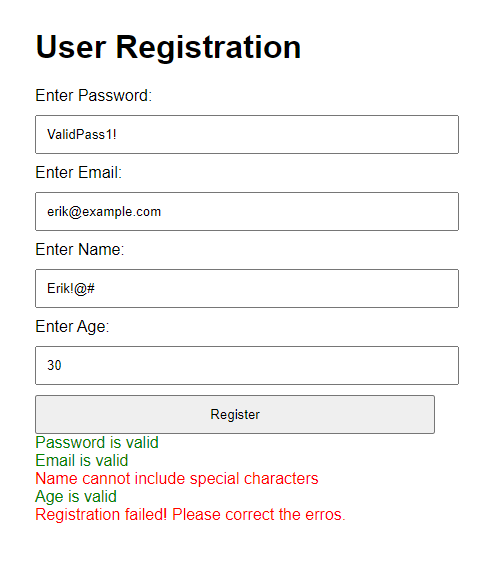 User Registration
Enter Password:
ValidPass1!
Enter Email:
erik@example.com
Enter Name:
Erik!@#
Enter Age:
30
Register
Password is valid
Email is valid
Name cannot include special characters
Age is valid
Registration failed! Please correct the erros.